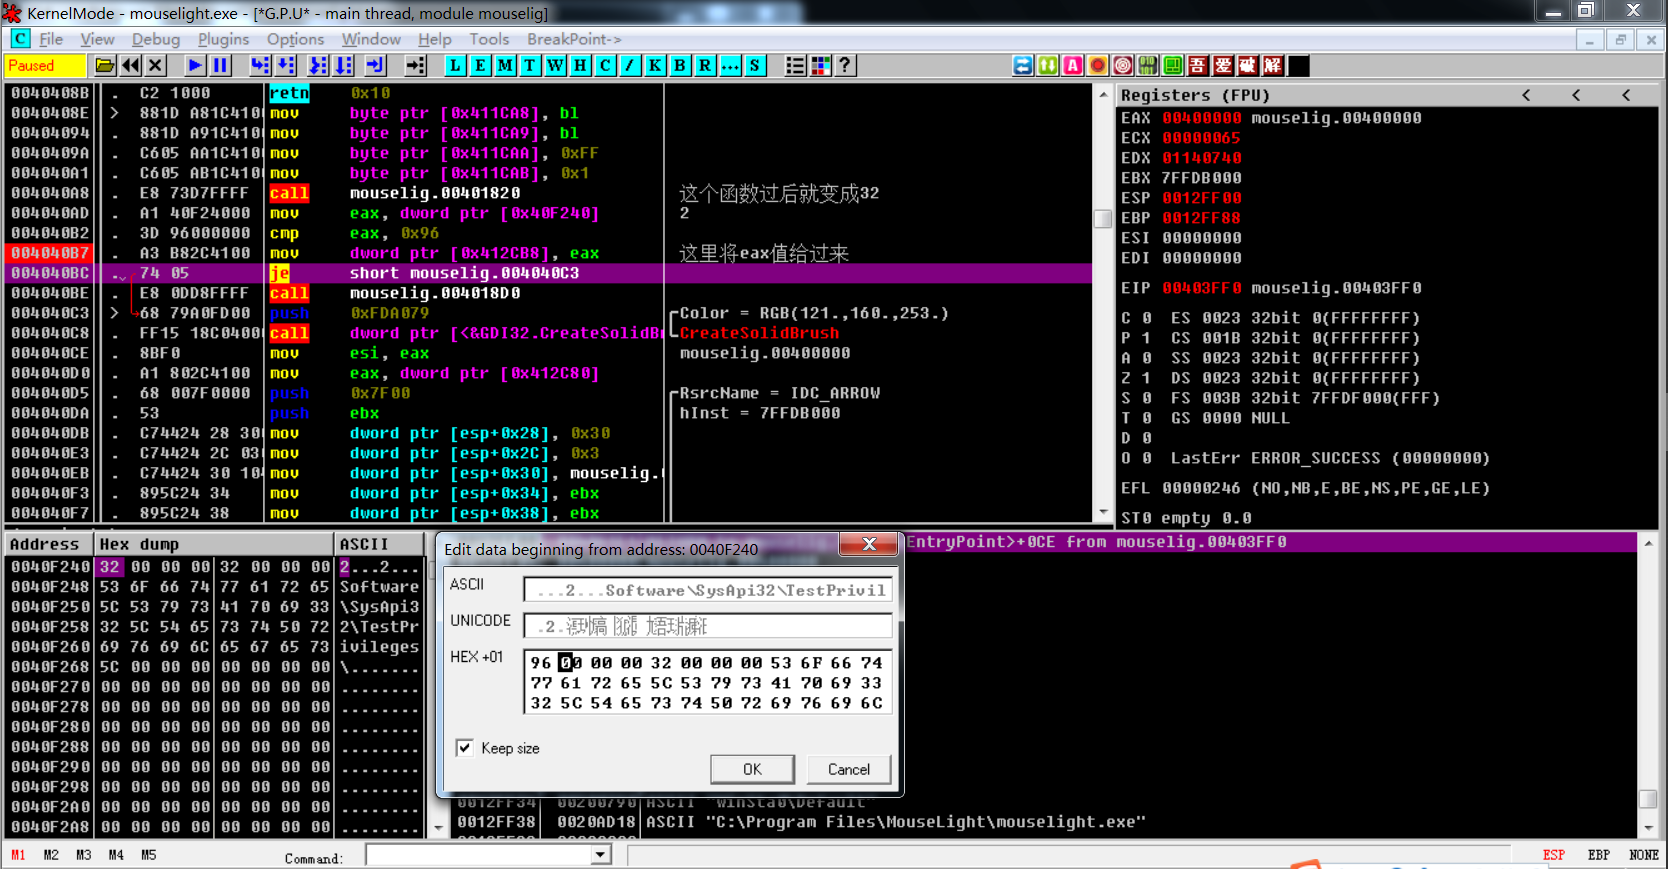 KernelMode - mouselight.exe - [*G.P.U* - main thread, module mouselig]
C File View Debug Plugins Options Window Help Tools BreakPoint->
Paused L E M T W H C / K B R ... S ? A 吾 爱 破 解
0040408B . C2 1000 retn 0x10
0040408E > 881D A81C4100 mov byte ptr [0x411CA8], bl
00404094 . 881D A91C4100 mov byte ptr [0x411CA9], bl
0040409A . C605 AA1C4100 mov byte ptr [0x411CAA], 0xFF
004040A1 . C605 AB1C4100 mov byte ptr [0x411CAB], 0x1
004040A8 . E8 73D7FFFF call mouselig.00401820 这个函数过后就变成32
004040AD . A1 40F24000 mov eax, dword ptr [0x40F240] 2
004040B2 . 3D 96000000 cmp eax, 0x96
004040B7 . A3 B82C4100 mov dword ptr [0x412CB8], eax 这里将eax值给过来
004040BC . 74 05 je short mouselig.004040C3
004040BE . E8 0DD8FFFF call mouselig.004018D0
004040C3 > 68 79A0FD00 push 0xFDA079 Color = RGB(121.,160.,253.)
004040C8 . FF15 18C04000 call dword ptr [<&GDI32.CreateSolidBr CreateSolidBrush
004040CE . 8BF0 mov esi, eax mouselig.00400000
004040D0 . A1 802C4100 mov eax, dword ptr [0x412C80]
004040D5 . 68 007F0000 push 0x7F00 RsrcName = IDC_ARROW
004040DA . 53 push ebx hInst = 7FFDB000
004040DB . C74424 28 300 mov dword ptr [esp+0x28], 0x30
004040E3 . C74424 2C 030 mov dword ptr [esp+0x2C], 0x3
004040EB . C74424 30 104 mov dword ptr [esp+0x30], mouselig.
004040F3 . 895C24 34 mov dword ptr [esp+0x34], ebx
004040F7 . 895C24 38 mov dword ptr [esp+0x38], ebx
Registers (FPU) < < <
EAX 00400000 mouselig.00400000
ECX 00000065
EDX 01140740
EBX 7FFDB000
ESP 0012FF00
EBP 0012FF88
ESI 00000000
EDI 00000000
EIP 00403FF0 mouselig.00403FF0
C 0 ES 0023 32bit 0(FFFFFFFF)
P 1 CS 001B 32bit 0(FFFFFFFF)
A 0 SS 0023 32bit 0(FFFFFFFF)
Z 1 DS 0023 32bit 0(FFFFFFFF)
S 0 FS 003B 32bit 7FFDF000(FFF)
T 0 GS 0000 NULL
D 0
O 0 LastErr ERROR_SUCCESS (00000000)
EFL 00000246 (NO,NB,E,BE,NS,PE,GE,LE)
ST0 empty 0.0
Address Hex dump ASCII
0040F240 32 00 00 00 32 00 00 00 2...2...
0040F248 53 6F 66 74 77 61 72 65 Software
0040F250 5C 53 79 73 41 70 69 33 \SysApi3
0040F258 32 5C 54 65 73 74 50 72 2\TestPr
0040F260 69 76 69 6C 65 67 65 73 ivileges
0040F268 5C 00 00 00 00 00 00 00 \.......
0040F270 00 00 00 00 00 00 00 00 ........
0040F278 00 00 00 00 00 00 00 00 ........
0040F280 00 00 00 00 00 00 00 00 ........
0040F288 00 00 00 00 00 00 00 00 ........
0040F290 00 00 00 00 00 00 00 00 ........
0040F298 00 00 00 00 00 00 00 00 ........
0040F2A0 00 00 00 00 00 00 00 00 ........
0040F2A8 00 00 00 00 00 00 00 00 ........
EntryPoint>+0CE from mouselig.00403FF0
Edit data beginning from address: 0040F240
ASCII ...2...Software\SysApi32\TestPrivil
UNICODE .2.
HEX +01 96 00 00 00 32 00 00 00 53 6F 66 74
77 61 72 65 5C 53 79 73 41 70 69 33
32 5C 54 65 73 74 50 72 69 76 69 6C
Keep size
OK Cancel
0012FF34 00200790 ASCII "WinSta0\Default"
0012FF38 0020AD18 ASCII "C:\Program Files\MouseLight\mouselight.exe"
M1 M2 M3 M4 M5 Command: ESP EBP NONE